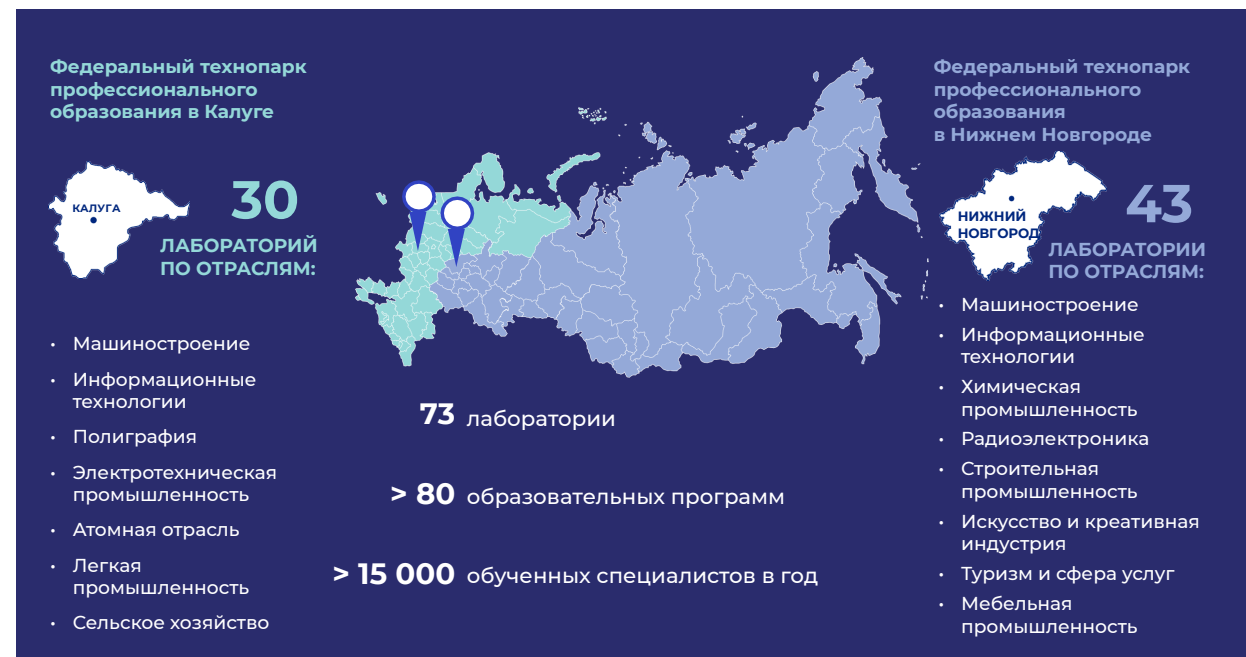 Федеральный технопарк
профессионального
образования в Калуге
КАЛУГА
30
ЛАБОРАТОРИЙ
ПО ОТРАСЛЯМ:
• Машиностроение
• Информационные
технологии
• Полиграфия
• Электротехническая
промышленность
• Атомная отрасль
• Легкая
промышленность
• Сельское хозяйство
73 лаборатории
> 80 образовательных программ
> 15 000 обученных специалистов в год
Федеральный технопарк
профессионального
образования
в Нижнем Новгороде
НИЖНИЙ
НОВГОРОД
43
ЛАБОРАТОРИИ
ПО ОТРАСЛЯМ:
• Машиностроение
• Информационные
технологии
• Химическая
промышленность
• Радиоэлектроника
• Строительная
промышленность
• Искусство и креативная
индустрия
• Туризм и сфера услуг
• Мебельная
промышленность